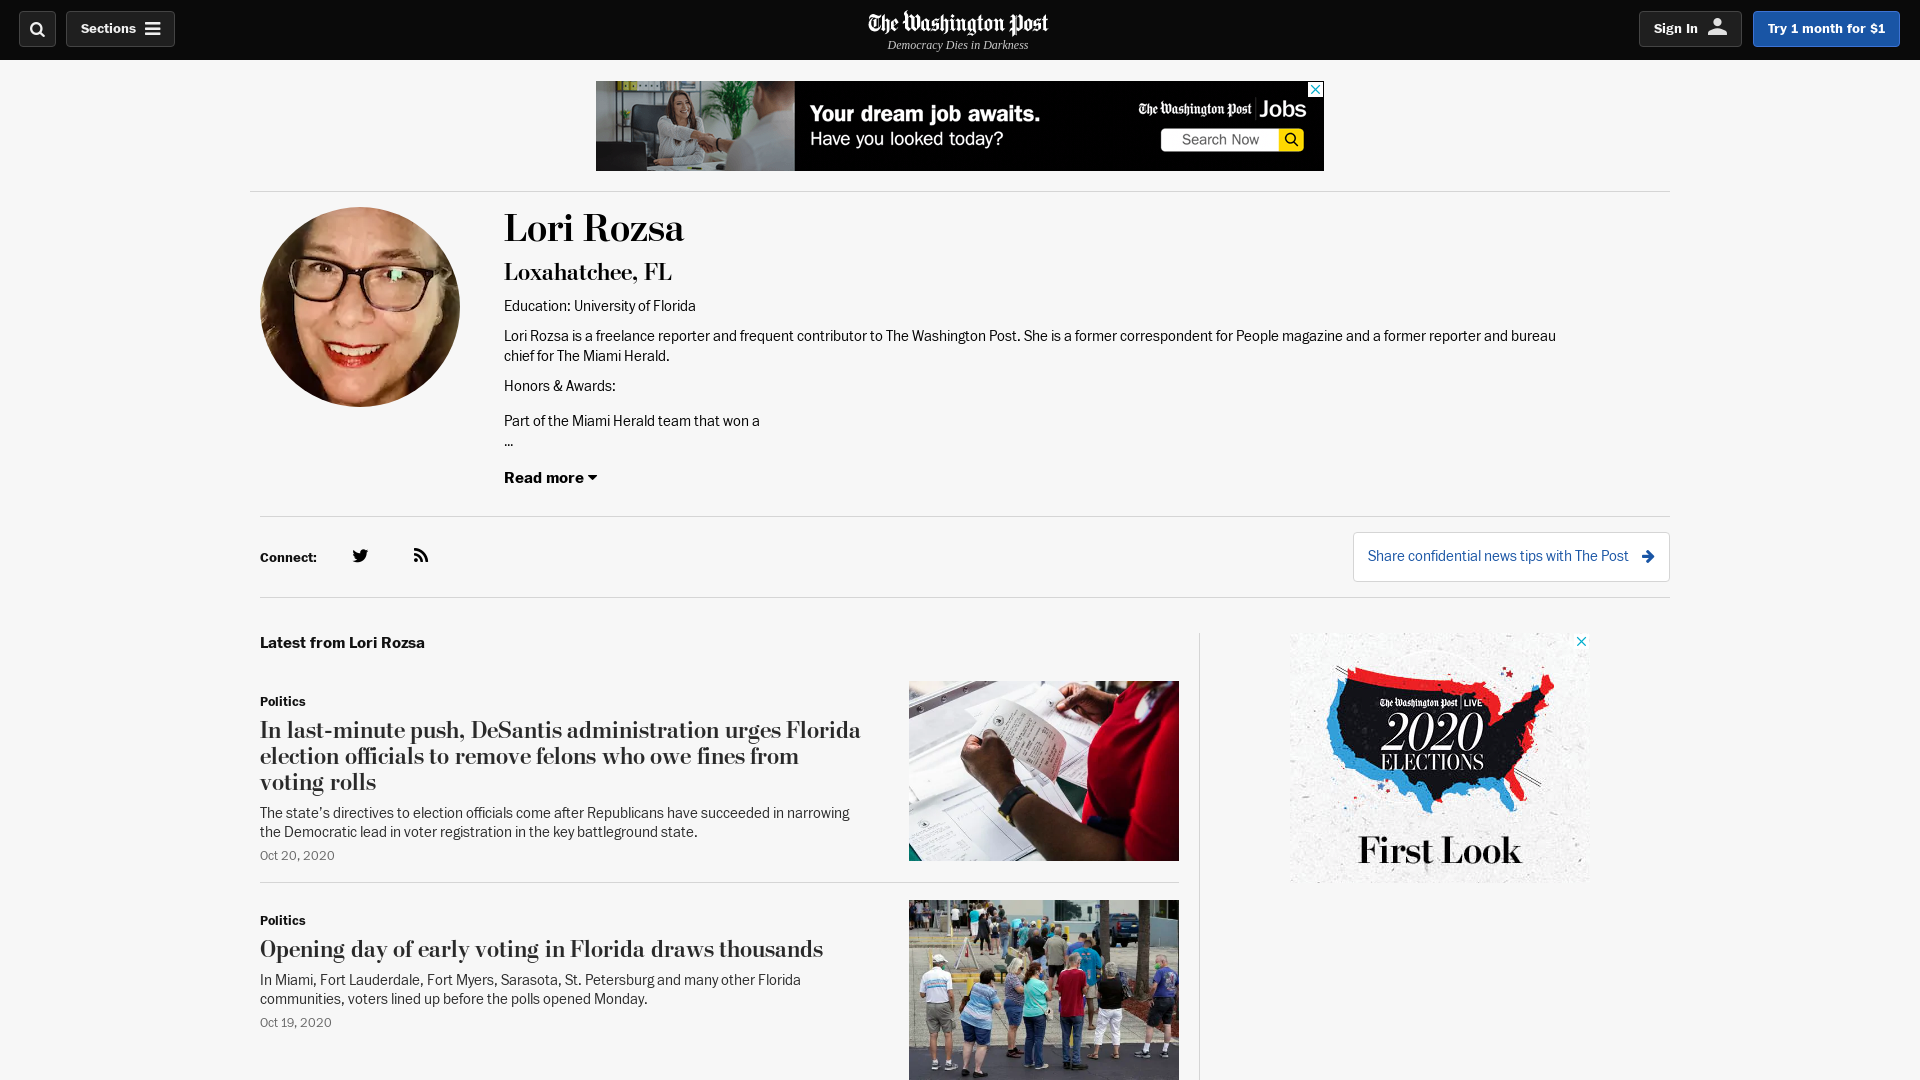 Sections
The Washington Post
Democracy Dies in Darkness
Sign In
Try 1 month for $1
Your dream job awaits.
Have you looked today?
The Washington Post Jobs
Search Now
Lori Rozsa
Loxahatchee, FL
Education: University of Florida
Lori Rozsa is a freelance reporter and frequent contributor to The Washington Post. She is a former correspondent for People magazine and a former reporter and bureau
chief for The Miami Herald.
Honors & Awards:
Part of the Miami Herald team that won a
...
Read more
Connect:
Share confidential news tips with The Post
Latest from Lori Rozsa
Politics
In last-minute push, DeSantis administration urges Florida
election officials to remove felons who owe fines from
voting rolls
The state's directives to election officials come after Republicans have succeeded in narrowing
the Democratic lead in voter registration in the key battleground state.
Oct 20, 2020
The Washington Post LIVE
2020
ELECTIONS
First Look
Politics
Opening day of early voting in Florida draws thousands
In Miami, Fort Lauderdale, Fort Myers, Sarasota, St. Petersburg and many other Florida
communities, voters lined up before the polls opened Monday.
Oct 19, 2020